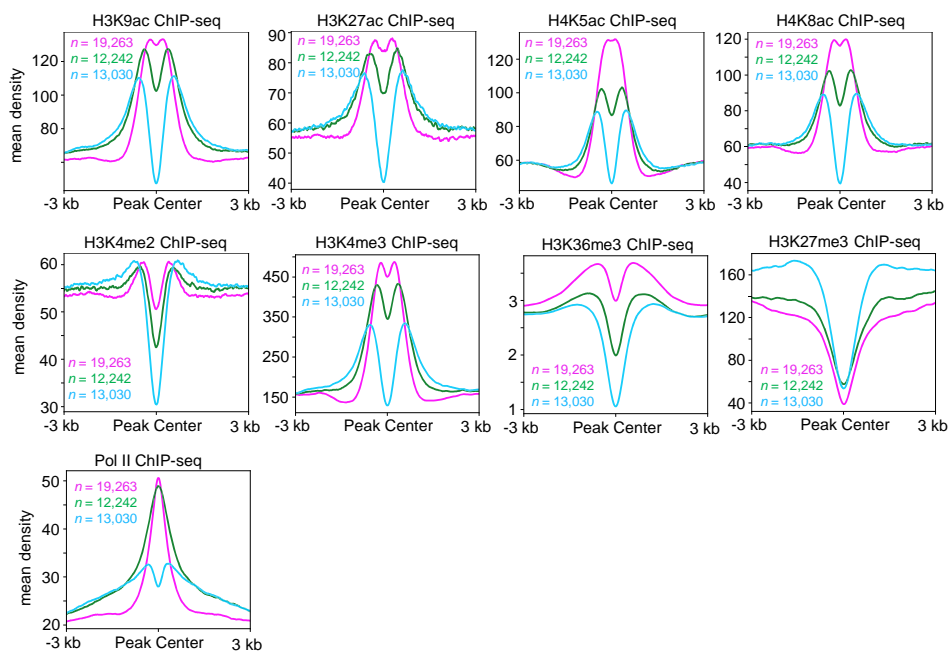 H3K9ac ChIP-seq
mean density
n = 19,263
n = 12,242
n = 13,030
120
100
80
-3 kb Peak Center 3 kb
H3K27ac ChIP-seq
n = 19,263
n = 12,242
n = 13,030
90
80
70
60
50
40
-3 kb Peak Center 3 kb
H4K5ac ChIP-seq
n = 19,263
n = 12,242
n = 13,030
120
100
80
60
-3 kb Peak Center 3 kb
H4K8ac ChIP-seq
n = 19,263
n = 12,242
n = 13,030
120
100
80
60
40
-3 kb Peak Center 3 kb
H3K4me2 ChIP-seq
mean density
60
50
40
30
n = 19,263
n = 12,242
n = 13,030
-3 kb Peak Center 3 kb
H3K4me3 ChIP-seq
n = 19,263
n = 12,242
n = 13,030
450
350
250
150
-3 kb Peak Center 3 kb
H3K36me3 ChIP-seq
3
2
1
n = 19,263
n = 12,242
n = 13,030
-3 kb Peak Center 3 kb
H3K27me3 ChIP-seq
160
120
80
40
n = 19,263
n = 12,242
n = 13,030
-3 kb Peak Center 3 kb
Pol II ChIP-seq
mean density
n = 19,263
n = 12,242
n = 13,030
50
40
30
20
-3 kb Peak Center 3 kb